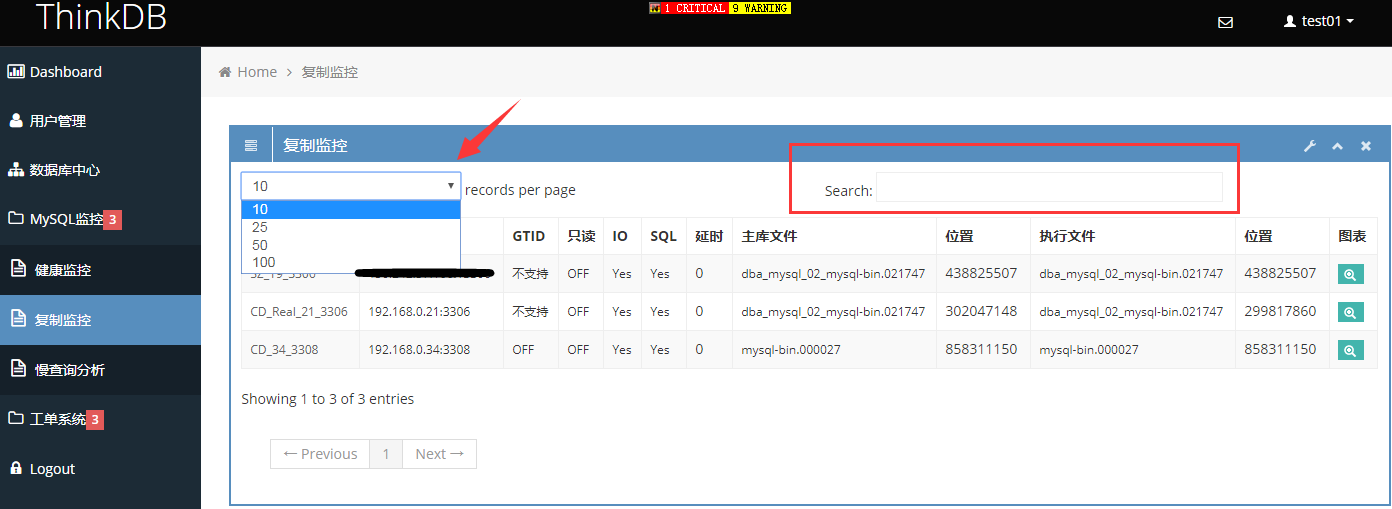 ThinkDB
1 CRITICAL 9 WARNING
test01
Dashboard
用户管理
数据库中心
MySQL监控 3
健康监控
复制监控
慢查询分析
工单系统 3
Logout
Home > 复制监控
复制监控
10 records per page
Search:
10
25
50
100
GTID 只读 IO SQL 延时 主库文件 位置 执行文件 位置 图表
不支持 OFF Yes Yes 0 dba_mysql_02_mysql-bin.021747 438825507 dba_mysql_02_mysql-bin.021747 438825507
CD_Real_21_3306 192.168.0.21:3306 不支持 OFF Yes Yes 0 dba_mysql_02_mysql-bin.021747 302047148 dba_mysql_02_mysql-bin.021747 299817860
CD_34_3308 192.168.0.34:3308 OFF OFF Yes Yes 0 mysql-bin.000027 858311150 mysql-bin.000027 858311150
Showing 1 to 3 of 3 entries
← Previous 1 Next →